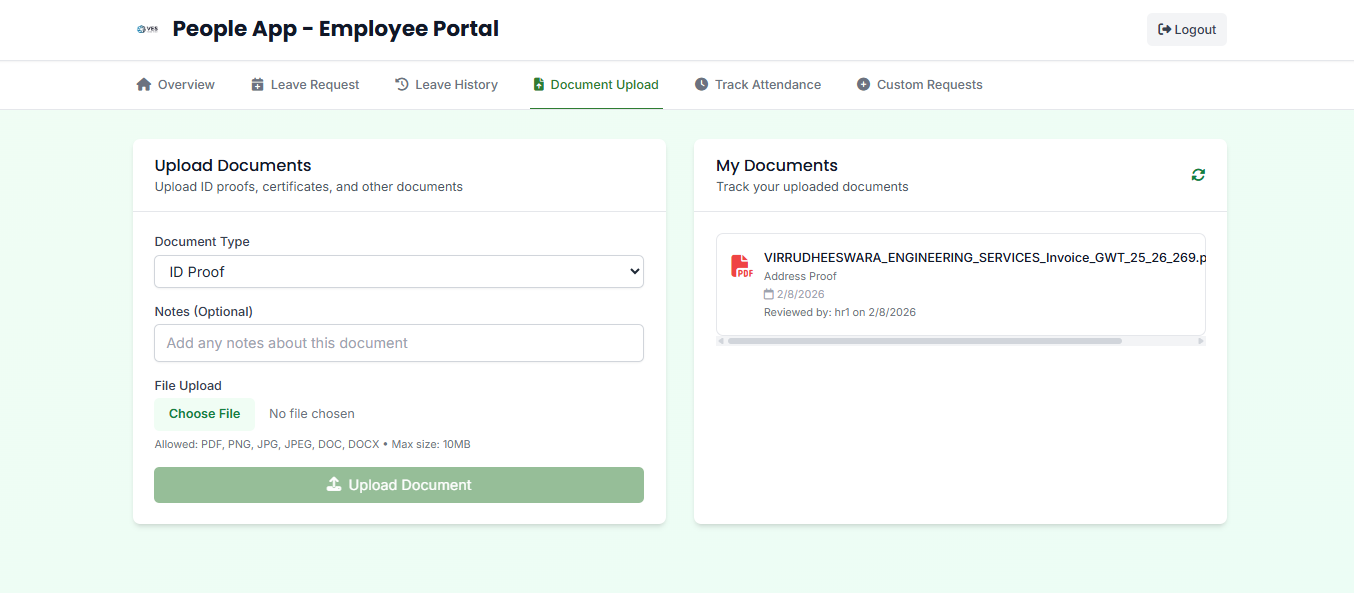 VES
People App - Employee Portal
Logout
Overview
Leave Request
Leave History
Document Upload
Track Attendance
Custom Requests
Upload Documents
Upload ID proofs, certificates, and other documents
Document Type
ID Proof
Notes (Optional)
Add any notes about this document
File Upload
Choose File No file chosen
Allowed: PDF, PNG, JPG, JPEG, DOC, DOCX • Max size: 10MB
Upload Document
My Documents
Track your uploaded documents
PDF
VIRRUDHEESWARA_ENGINEERING_SERVICES_Invoice_GWT_25_26_269.p
Address Proof
2/8/2026
Reviewed by: hr1 on 2/8/2026